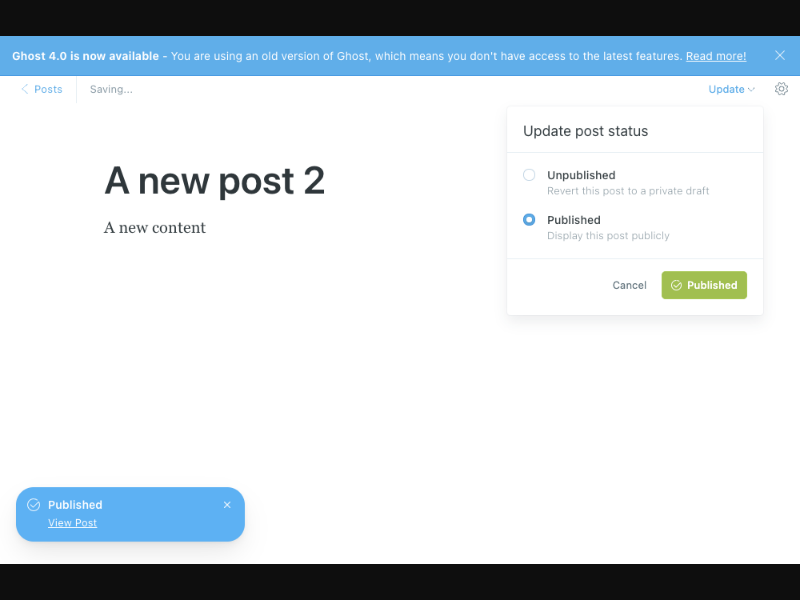 Ghost 4.0 is now available - You are using an old version of Ghost, which means you don't have access to the latest features. Read more!
Posts Saving... Update
Update post status
A new post 2
Unpublished
Revert this post to a private draft
A new content
Published
Display this post publicly
Cancel Published
Published
View Post